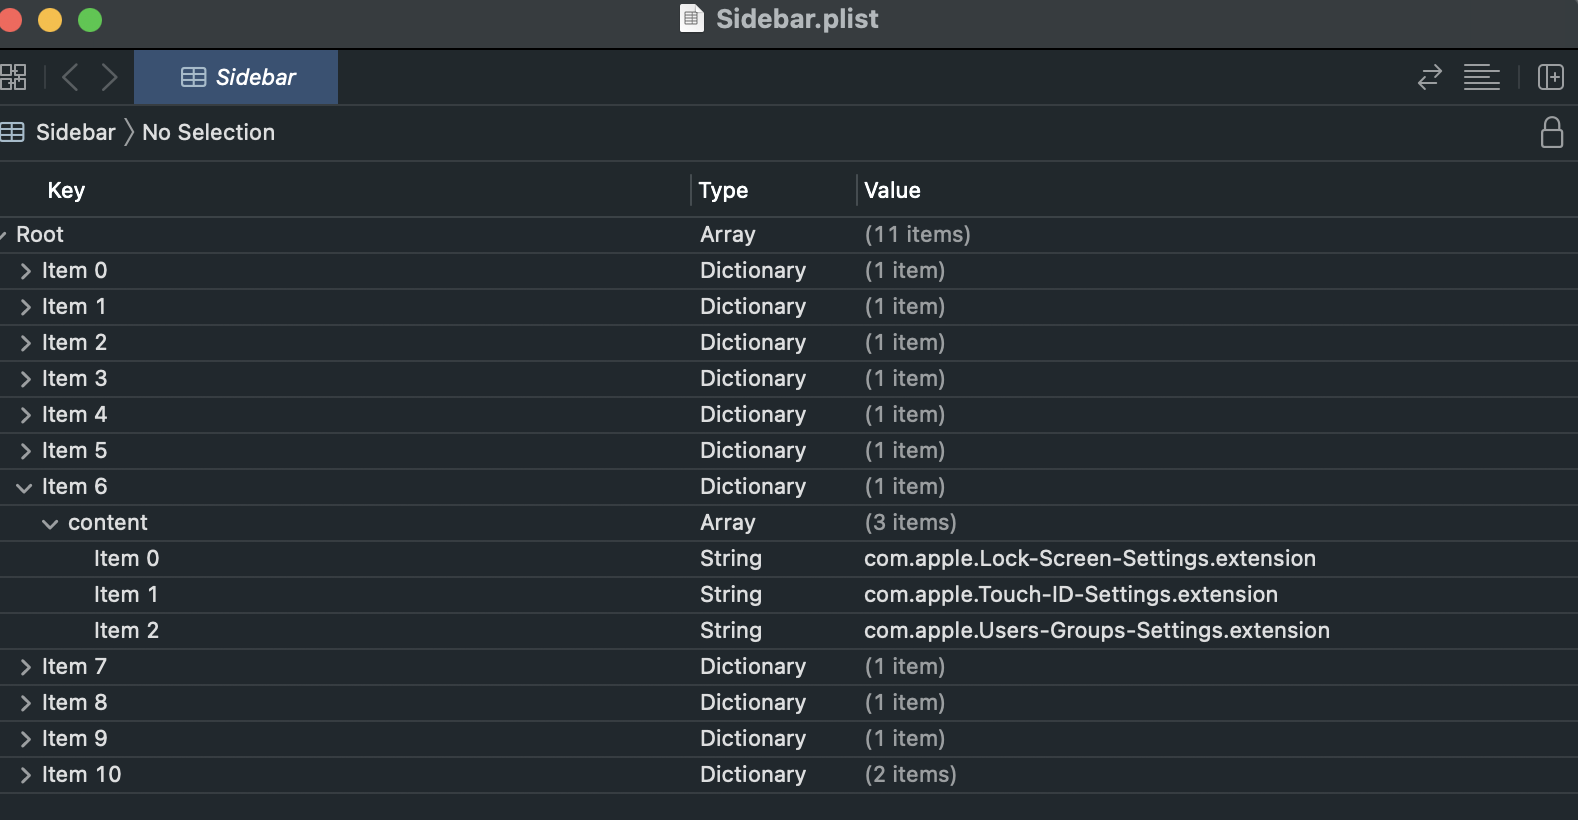 Sidebar.plist
Sidebar
Sidebar No Selection
Key Type Value
Root Array (11 items)
Item 0 Dictionary (1 item)
Item 1 Dictionary (1 item)
Item 2 Dictionary (1 item)
Item 3 Dictionary (1 item)
Item 4 Dictionary (1 item)
Item 5 Dictionary (1 item)
Item 6 Dictionary (1 item)
content Array (3 items)
Item 0 String com.apple.Lock-Screen-Settings.extension
Item 1 String com.apple.Touch-ID-Settings.extension
Item 2 String com.apple.Users-Groups-Settings.extension
Item 7 Dictionary (1 item)
Item 8 Dictionary (1 item)
Item 9 Dictionary (1 item)
Item 10 Dictionary (2 items)